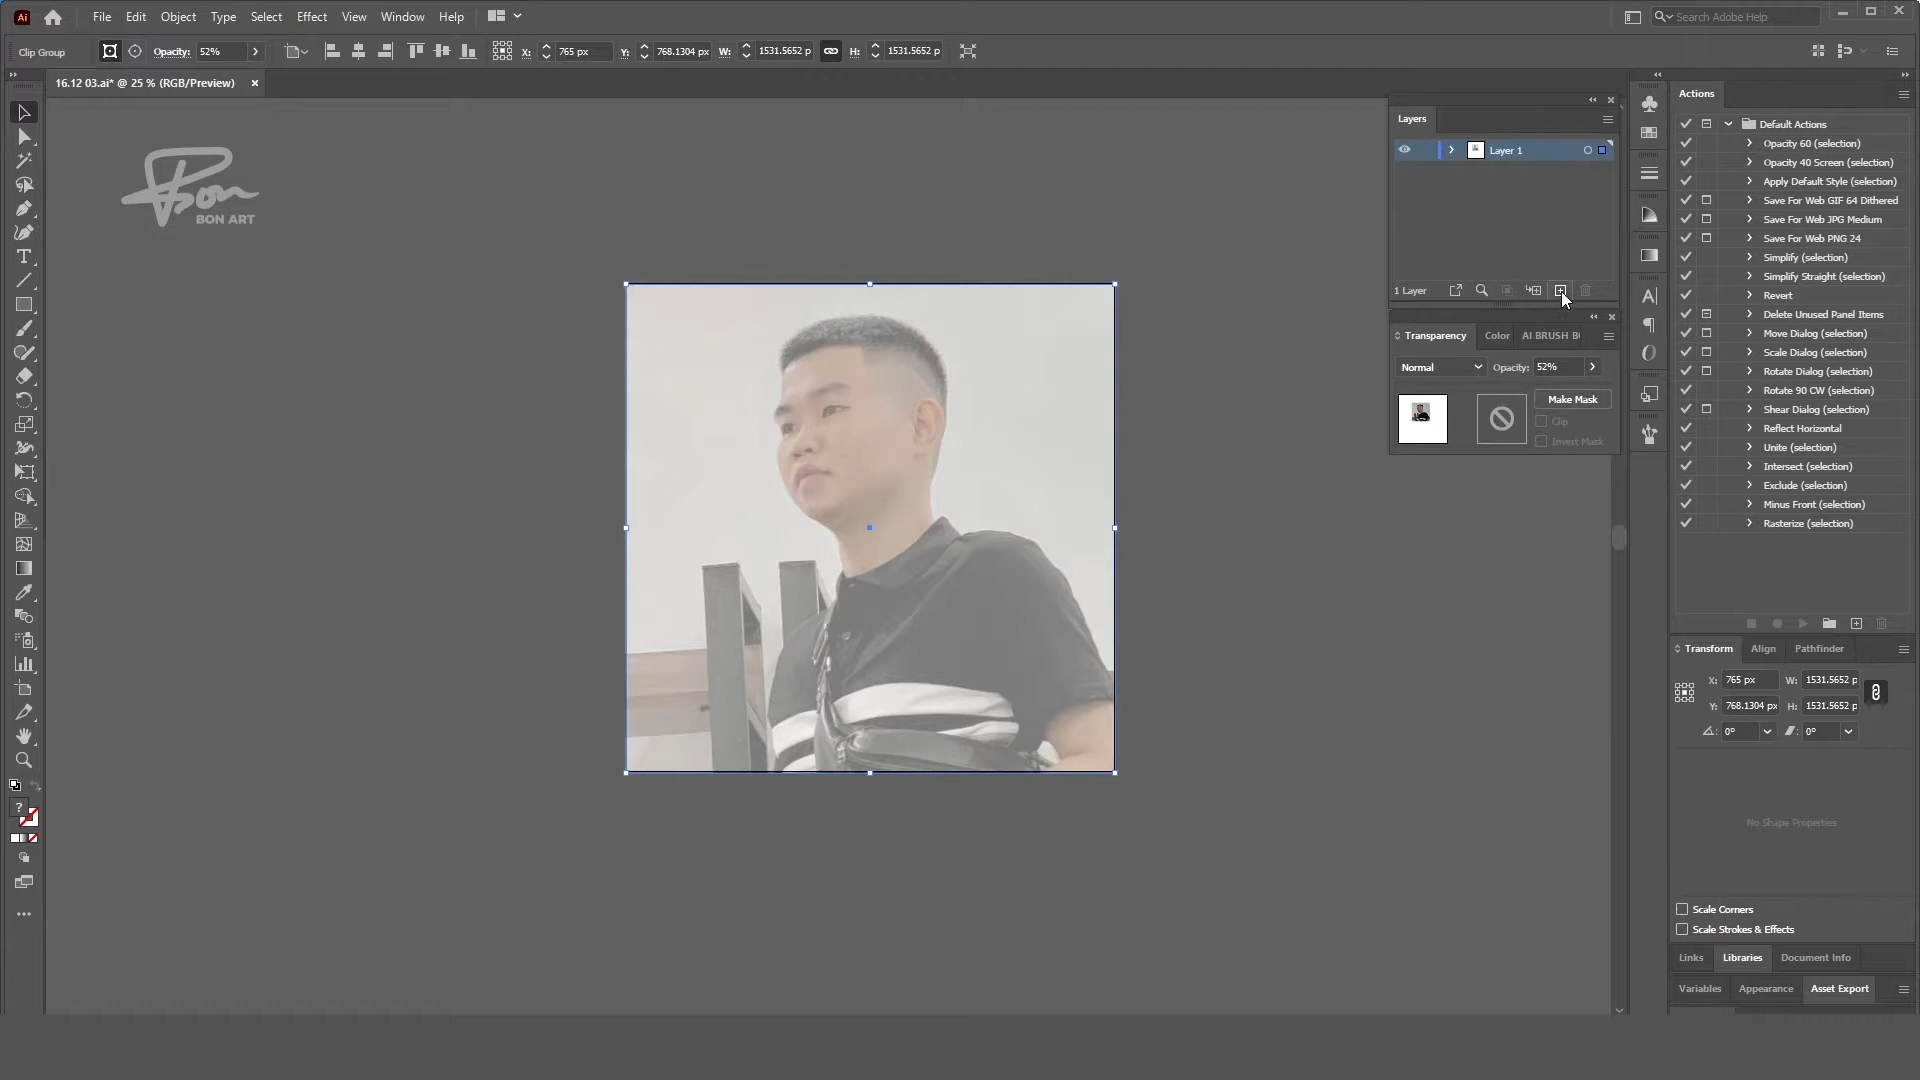 Ai File Edit Object Type Select Effect View Window Help Search Adobe Help
Clip Group Opacity: 52% X: 765 px Y: 768.1304 px W: 1531.5652 p H: 1531.5652 p
16.12 03.ai* @ 25 % (RGB/Preview)
Bon
BON ART
Layers
Layer 1
1 Layer
Transparency Color AI BRUSH B
Normal Opacity: 52%
Make Mask
Clip
Invert Mask
Actions
Default Actions
Opacity 60 (selection)
Opacity 40 Screen (selection)
Apply Default Style (selection)
Save For Web GIF 64 Dithered
Save For Web JPG Medium
Save For Web PNG 24
Simplify (selection)
Simplify Straight (selection)
Revert
Delete Unused Panel Items
Move Dialog (selection)
Scale Dialog (selection)
Rotate Dialog (selection)
Rotate 90 CW (selection)
Shear Dialog (selection)
Reflect Horizontal
Unite (selection)
Intersect (selection)
Exclude (selection)
Minus Front (selection)
Rasterize (selection)
Transform Align Pathfinder
X: 765 px W: 1531.5652 p
Y: 768.1304 px H: 1531.5652 p
0° 0°
No Shape Properties
Scale Corners
Scale Strokes & Effects
Links Libraries Document Info
Variables Appearance Asset Export